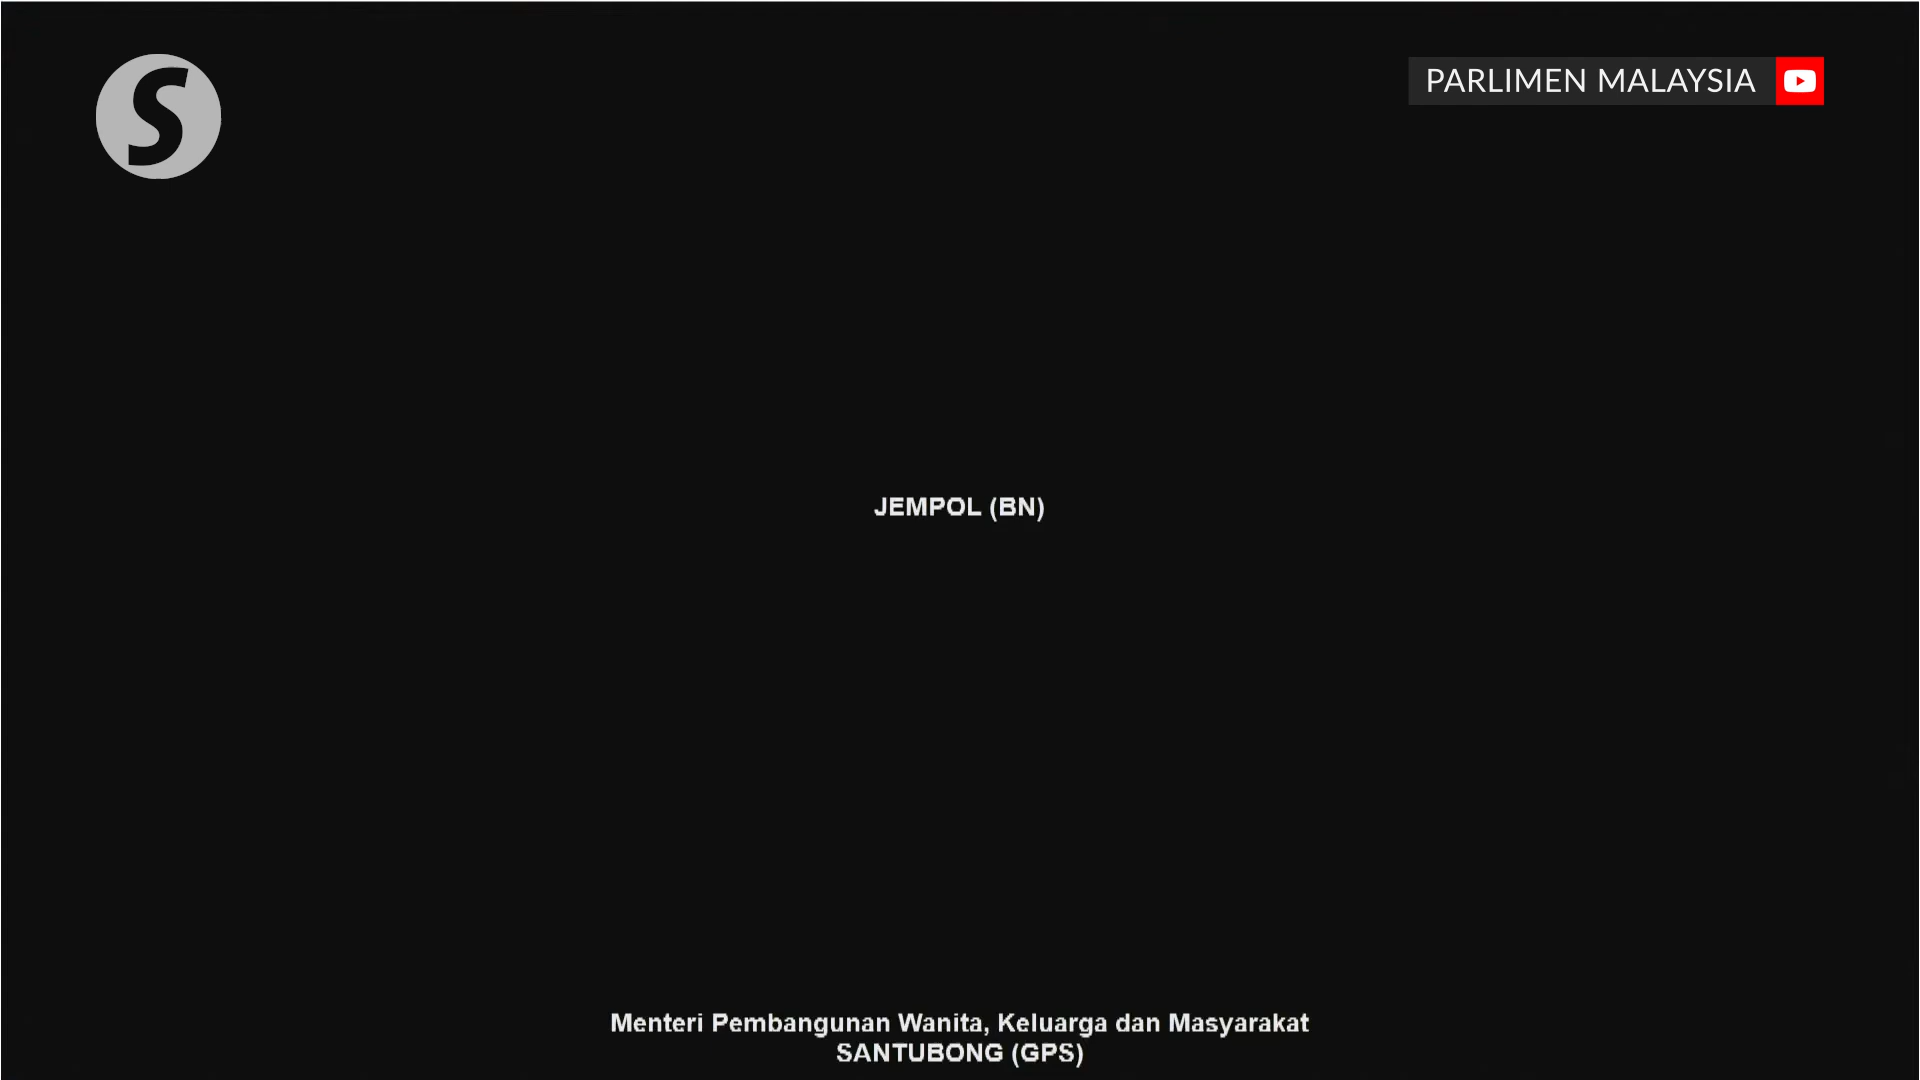 S
PARLIMEN MALAYSIA
JEMPOL (BN)
Menteri Pembangunan Wanita, Keluarga dan Masyarakat
SANTUBONG (GPS)